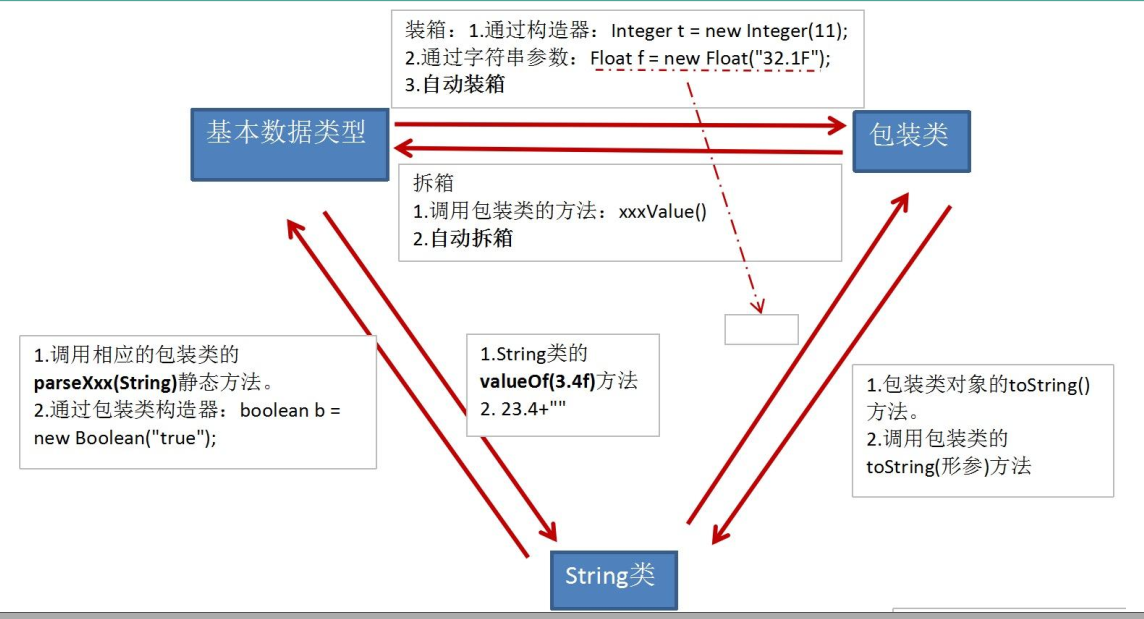 装箱：1.通过构造器：Integer t = new Integer(11);
2.通过字符串参数：Float f = new Float("32.1F");
3.自动装箱
基本数据类型
包装类
拆箱
1.调用包装类的方法：xxxValue()
2.自动拆箱
1.调用相应的包装类的
parseXxx(String)静态方法。
2.通过包装类构造器：boolean b =
new Boolean("true");
1.String类的
valueOf(3.4f)方法
2. 23.4+""
1.包装类对象的toString()
方法。
2.调用包装类的
toString(形参)方法
String类